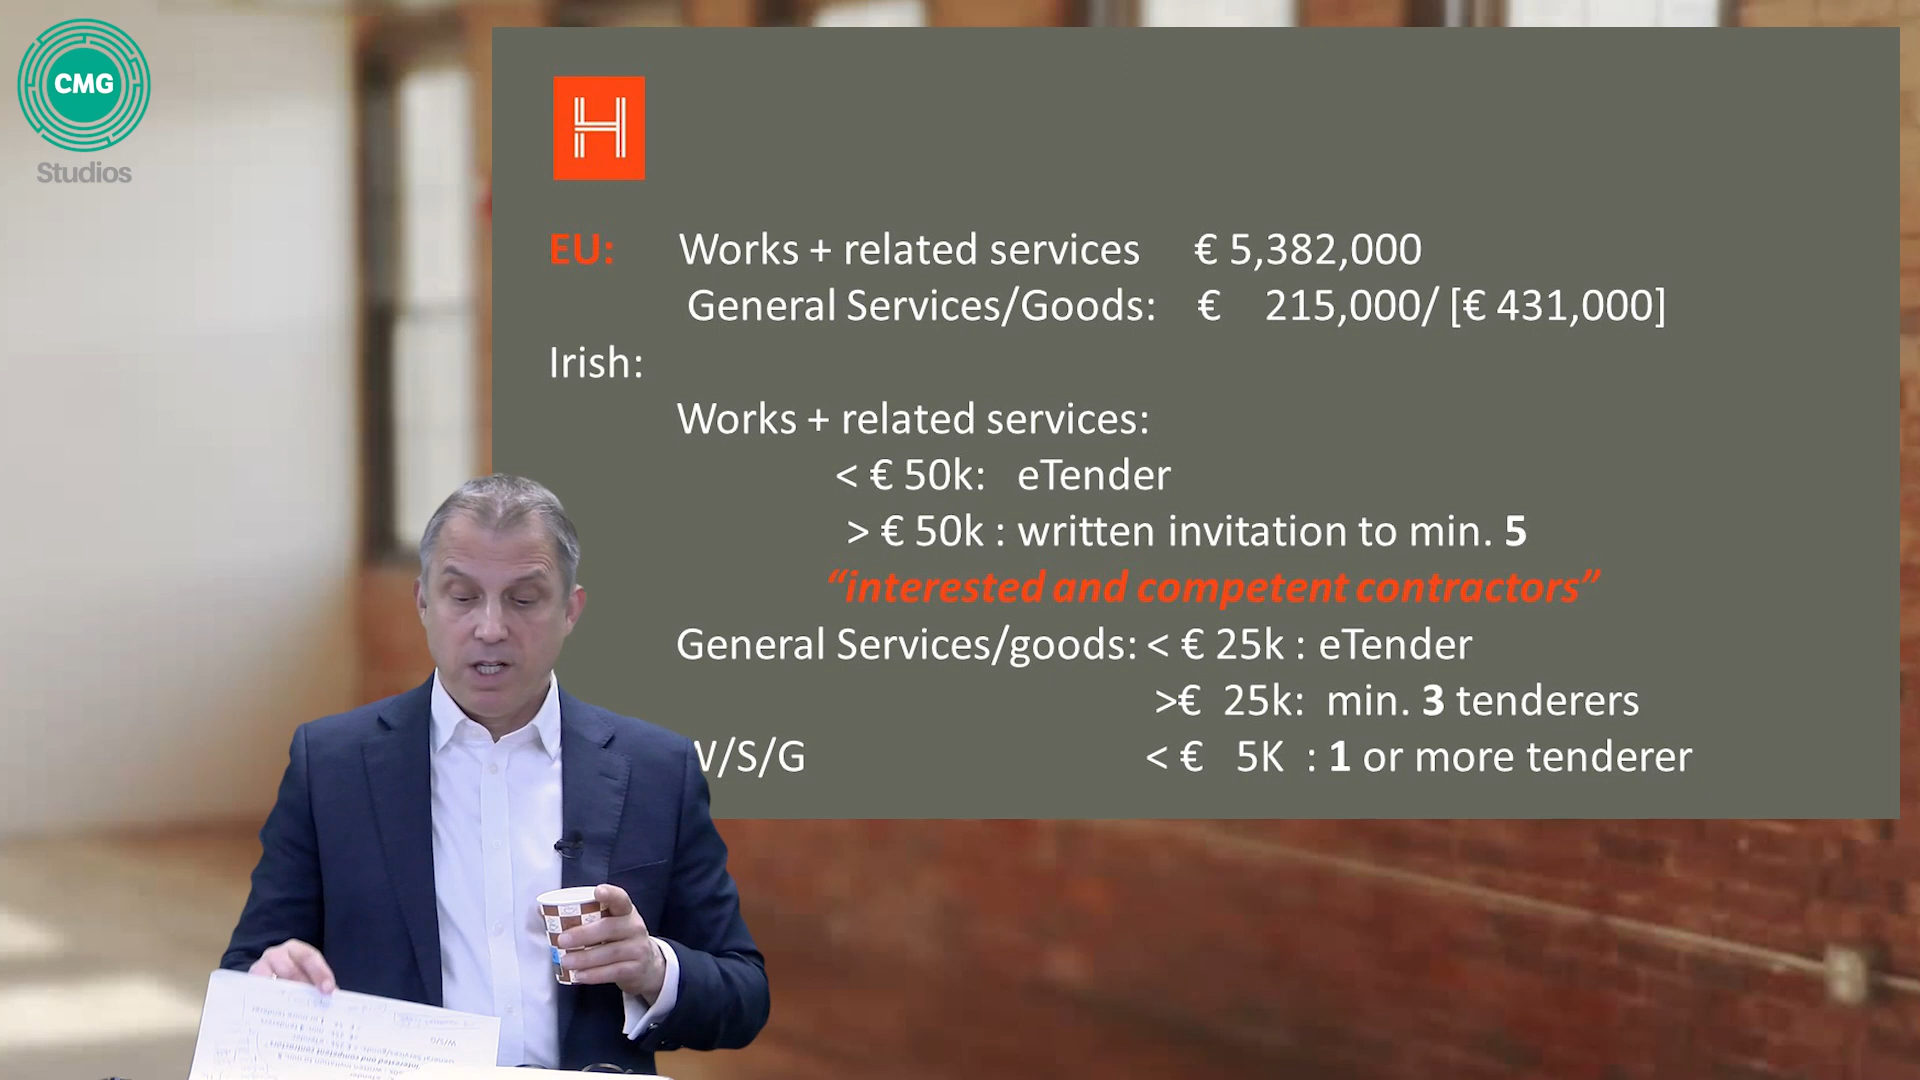 CMG
Studios
H
EU: Works + related services € 5,382,000
General Services/Goods: € 215,000/ [€ 431,000]
Irish:
Works + related services:
< € 50k: eTender
> € 50k : written invitation to min. 5
“interested and competent contractors”
General Services/goods: < € 25k : eTender
>€ 25k: min. 3 tenderers
W/S/G < € 5K : 1 or more tenderer